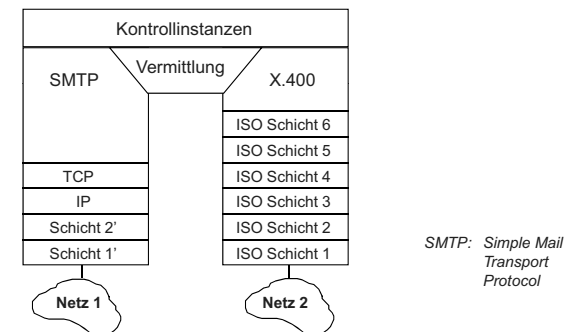 Kontrollinstanzen
SMTP
Vermittlung
X.400
ISO Schicht 6
ISO Schicht 5
TCP
ISO Schicht 4
IP
ISO Schicht 3
Schicht 2'
ISO Schicht 2
Schicht 1'
ISO Schicht 1
Netz 1
Netz 2
SMTP: Simple Mail
Transport
Protocol